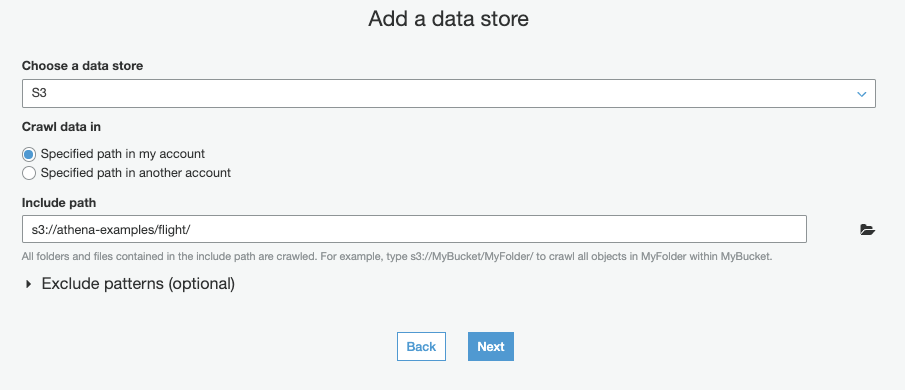 Add a data store
Choose a data store
S3
Crawl data in
Specified path in my account
Specified path in another account
Include path
s3://athena-examples/flight/
All folders and files contained in the include path are crawled. For example, type s3://MyBucket/MyFolder/ to crawl all objects in MyFolder within MyBucket.
Exclude patterns (optional)
Back Next